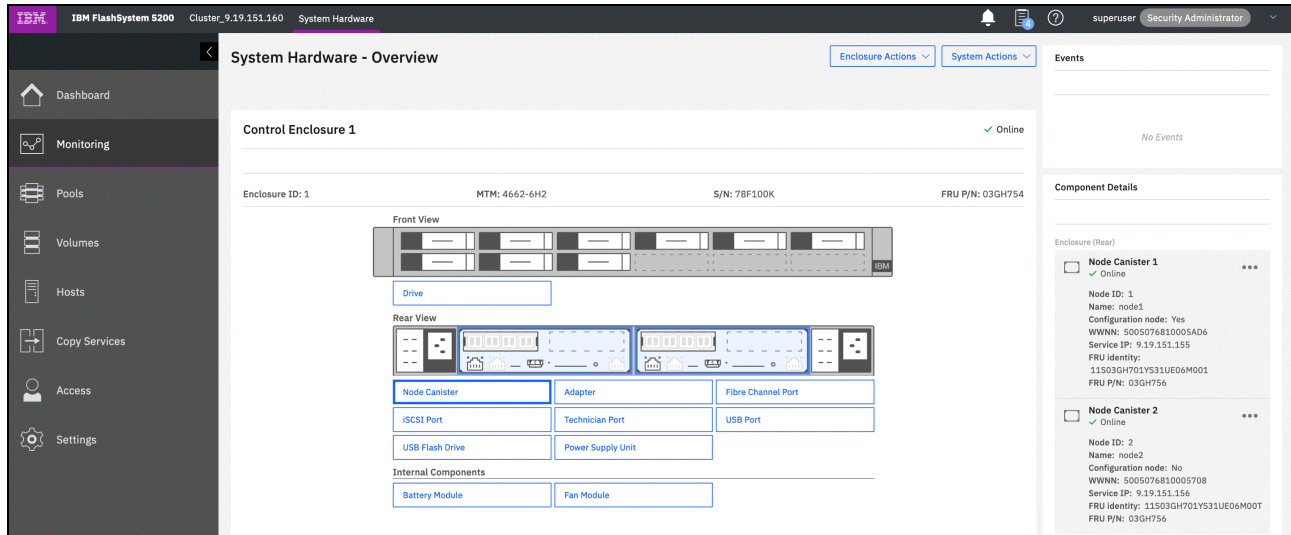 IBM
IBM FlashSystem 5200 Cluster_9.19.151.160 System Hardware
4
superuser Security Administrator
Dashboard
Monitoring
Pools
Volumes
Hosts
Copy Services
Access
Settings
System Hardware - Overview
Enclosure Actions
System Actions
Control Enclosure 1
Online
Enclosure ID: 1 MTM: 4662-6H2 S/N: 78F100K FRU P/N: 03GH754
Front View
IBM
Drive
Rear View
Node Canister Adapter Fibre Channel Port
iSCSI Port Technician Port USB Port
USB Flash Drive Power Supply Unit
Internal Components
Battery Module Fan Module
Events
No Events
Component Details
Enclosure (Rear)
Node Canister 1
Online
Node ID: 1
Name: node1
Configuration node: Yes
WWNN: 5005076810005AD6
Service IP: 9.19.151.155
FRU identity:
11S03GH701YS31UE06M001
FRU P/N: 03GH756
Node Canister 2
Online
Node ID: 2
Name: node2
Configuration node: No
WWNN: 5005076810005708
Service IP: 9.19.151.156
FRU identity: 11S03GH701YS31UE06M00T
FRU P/N: 03GH756